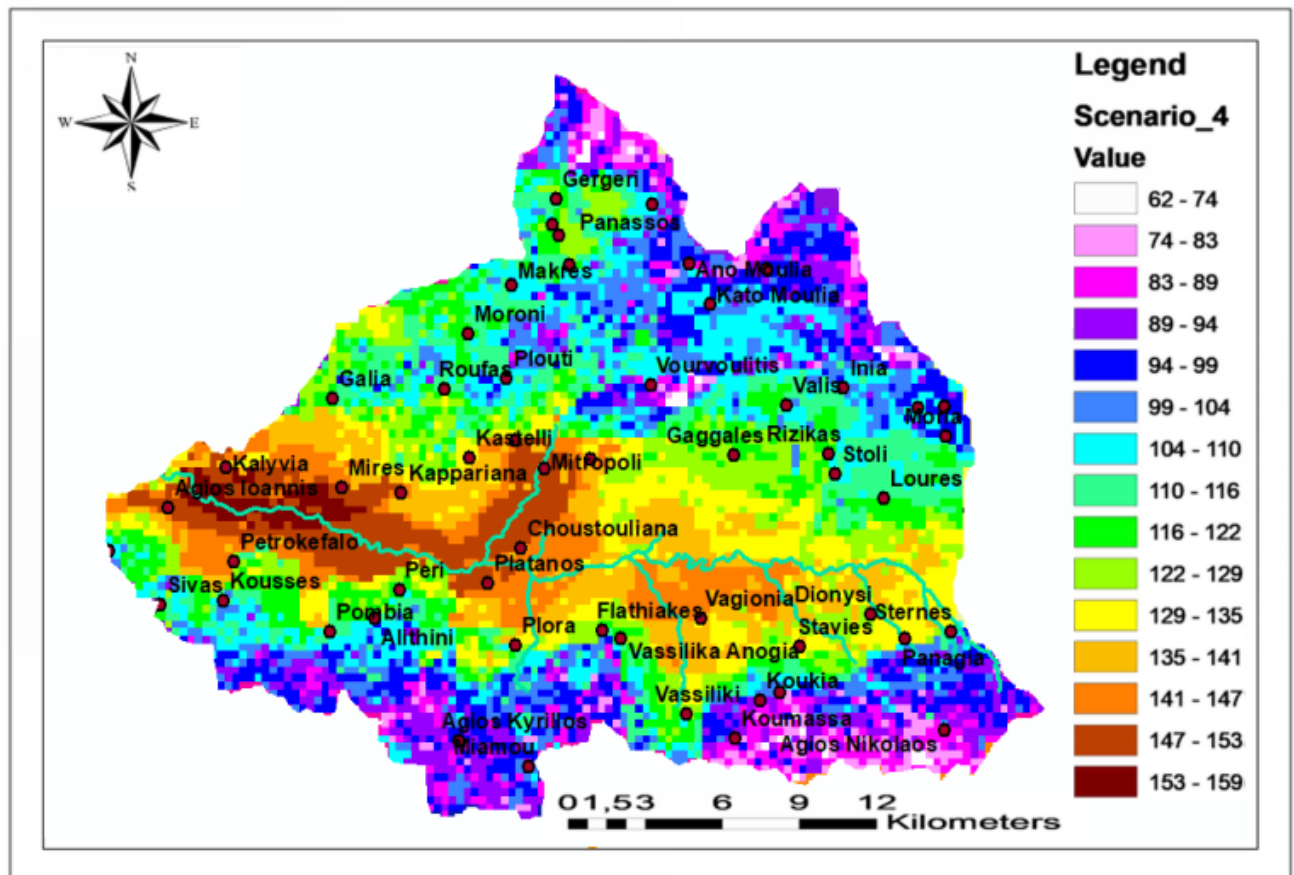 N
W E
S
Legend
Scenario_4
Value
62 - 74
74 - 83
83 - 89
89 - 94
94 - 99
99 - 104
104 - 110
110 - 116
116 - 122
122 - 129
129 - 135
135 - 141
141 - 147
147 - 153
153 - 159
Gergeri
Panassos
Makres
Ano Moulia
Kato Moulia
Moroni
Plouti
Roufas
Vourvoulitis
Inia
Valis
Galia
Kastelli
Gaggales
Rizikas
Stoli
Kalyvia
Mires
Kappariana
Mitropoli
Loures
Agios Ioannis
Choustouliana
Petrokefalo
Platanos
Peri
Sivas
Kousses
Pombia
Alithini
Plora
Flathiakes
Vagionia
Dionysi
Sternes
Stavies
Vassilika Anogia
Panagia
Vassiliki
Koukia
Koumassa
Agios Kyrillos
Agios Nikolaos
Miamou
0 1,5 3 6 9 12
Kilometers